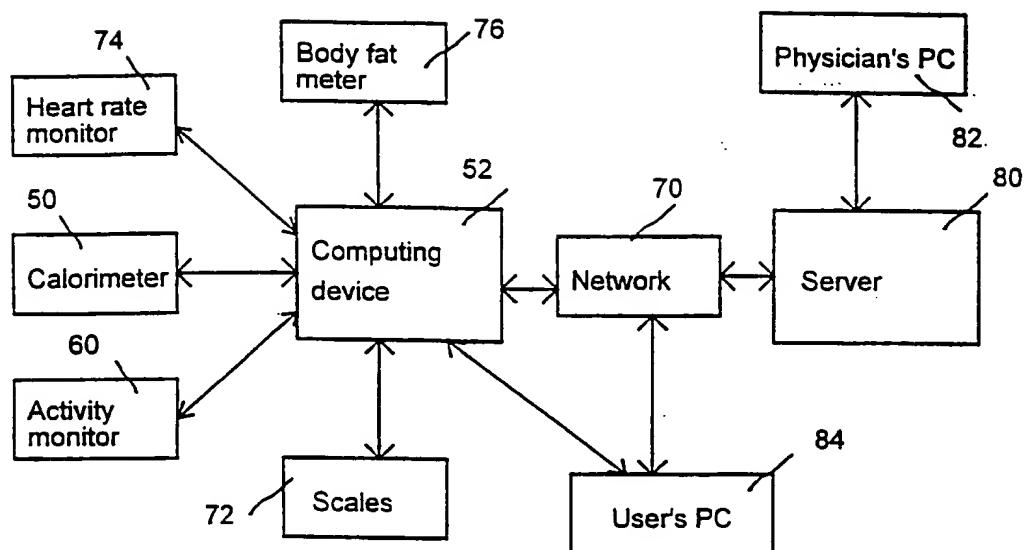 74
Heart rate
monitor
76
Body fat
meter
Physician's PC
82
50
Calorimeter
52
Computing
device
70
Network
80
Server
60
Activity
monitor
72
Scales
84
User's PC